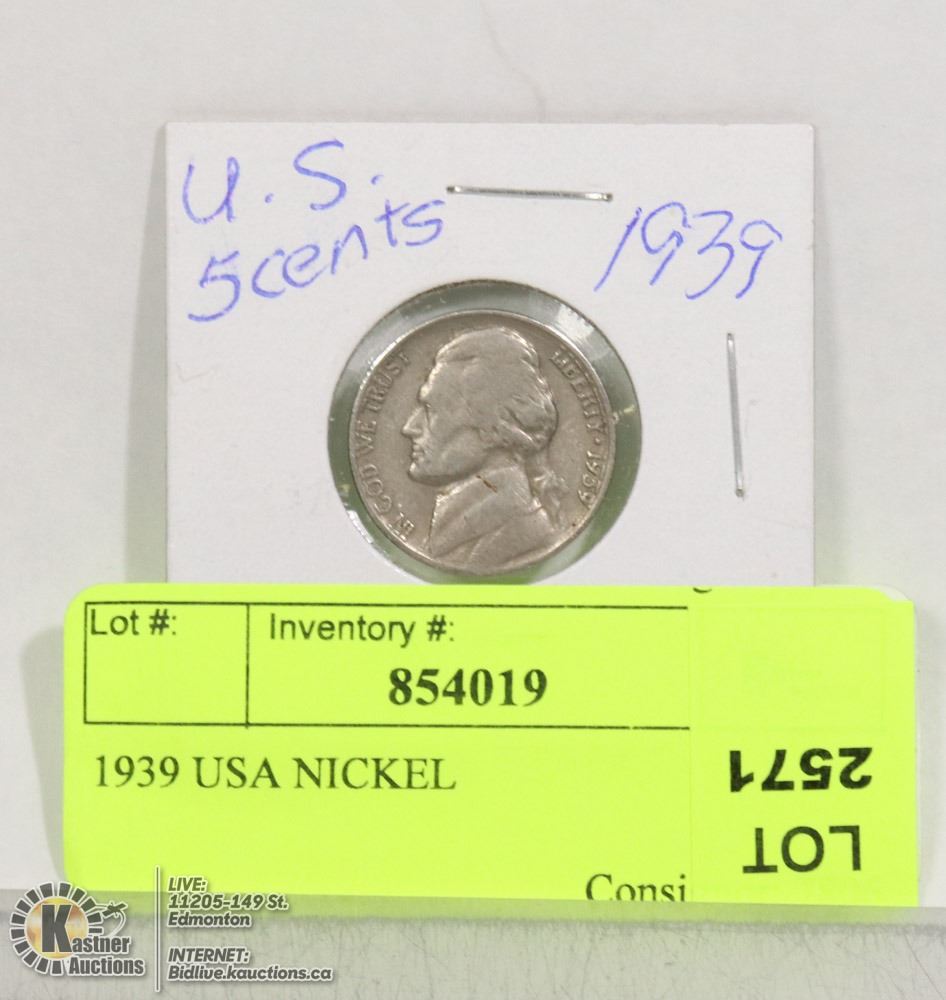 U.S.
5cents
1939
IN GOD WE TRUST
LIBERTY · 1939
Lot #:
Inventory #:
854019
1939 USA NICKEL
LOT
2571
Kastner
Auctions
LIVE:
11205-149 St.
Edmonton
INTERNET:
Bidlive.kauctions.ca